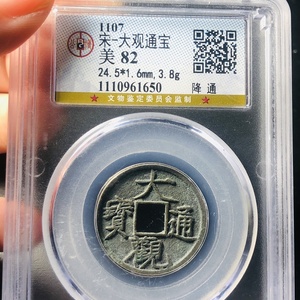 1107
宋-大观通宝
美 82
24.5*1.6mm, 3.8g
1110961650
降 通
★ 文物鉴定委员会监制 ★
大觀通寶